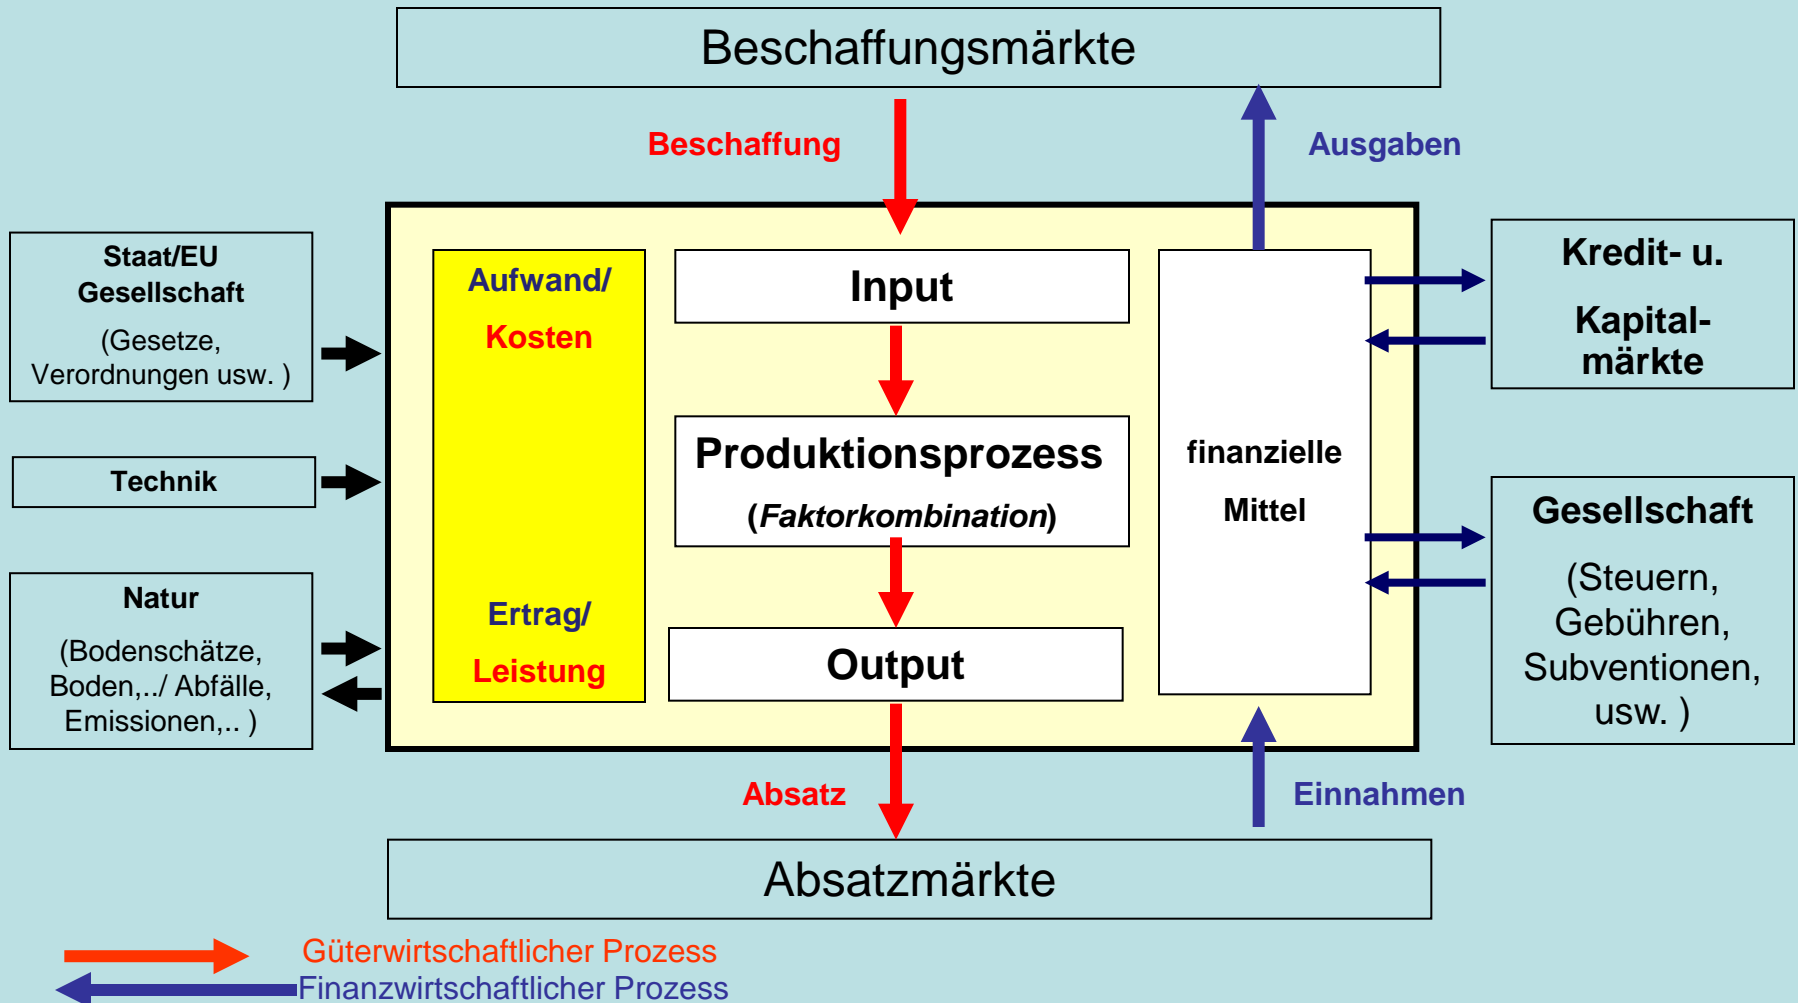 Beschaffungsmärkte
Beschaffung
Ausgaben
Staat/EU
Gesellschaft
(Gesetze,
Verordnungen usw. )
Technik
Natur
(Bodenschätze,
Boden,../ Abfälle,
Emissionen,.. )
Aufwand/
Kosten
Ertrag/
Leistung
Input
Produktionsprozess
(Faktorkombination)
Output
finanzielle
Mittel
Kredit- u.
Kapital-
märkte
Gesellschaft
(Steuern,
Gebühren,
Subventionen,
usw. )
Absatz
Einnahmen
Absatzmärkte
Güterwirtschaftlicher Prozess
Finanzwirtschaftlicher Prozess